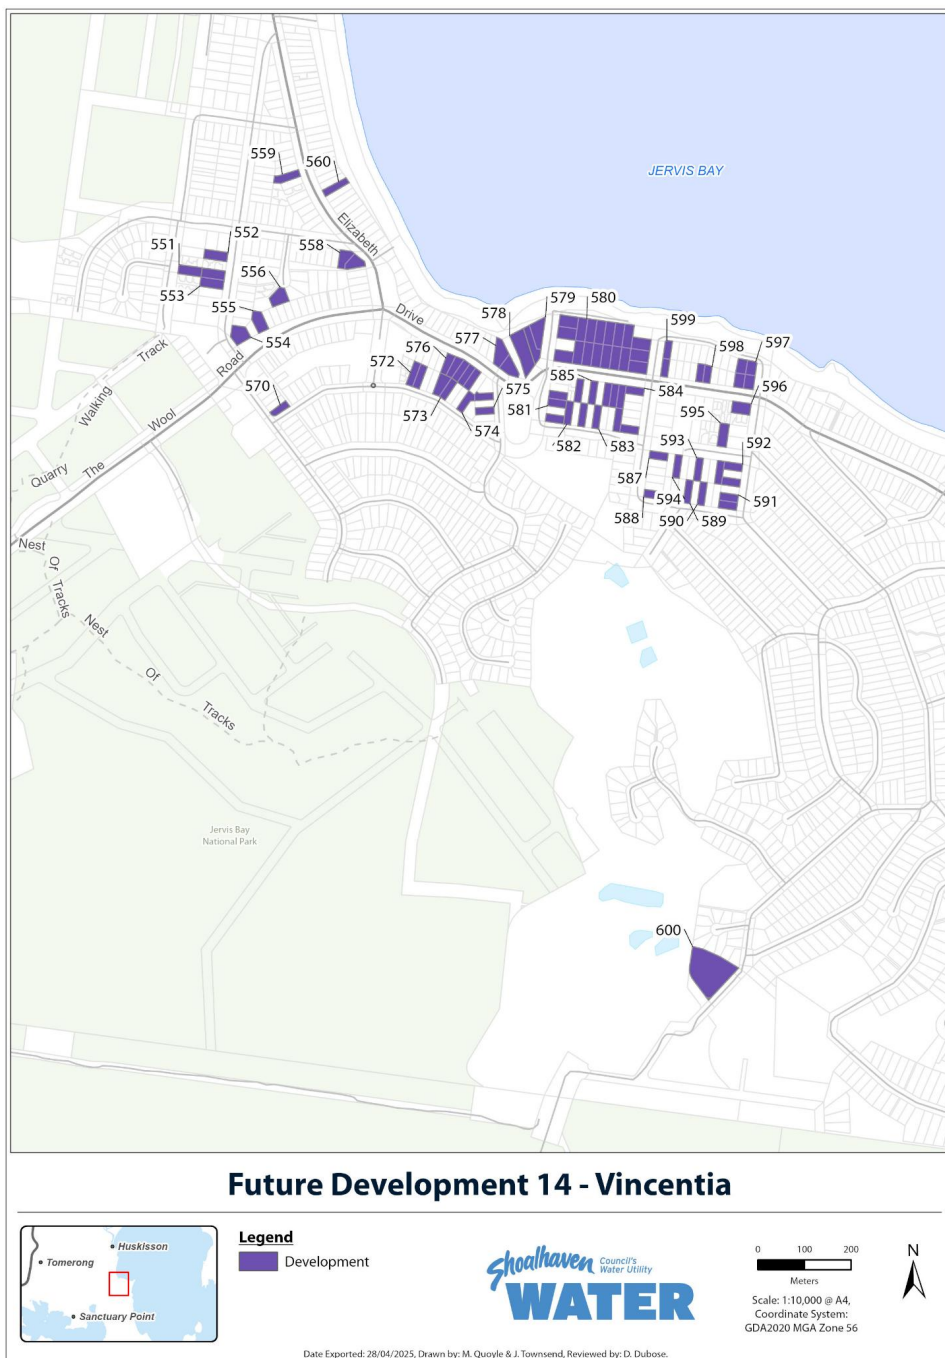 JERVIS BAY
559
560
Elizabeth
551
552
558
556
553
555
554
Drive
578
579
580
577
576
572
599
598
597
585
584
596
Track
Walking
Quarry
The
Wool
Road
570
573
574
575
581
582
583
595
593
592
587
594
588
590
589
591
Nest
Of
Tracks
Nest
Of
Tracks
Jervis Bay
National Park
600
Future Development 14 - Vincentia
Huskisson
Tomerong
Sanctuary Point
Legend
Development
Shoalhaven Council's
Water Utility
WATER
0 100 200
Meters
Scale: 1:10,000 @ A4,
Coordinate System:
GDA2020 MGA Zone 56
N
Date Exported: 28/04/2025, Drawn by: M. Quoyle & J. Townsend, Reviewed by: D. Dubose.